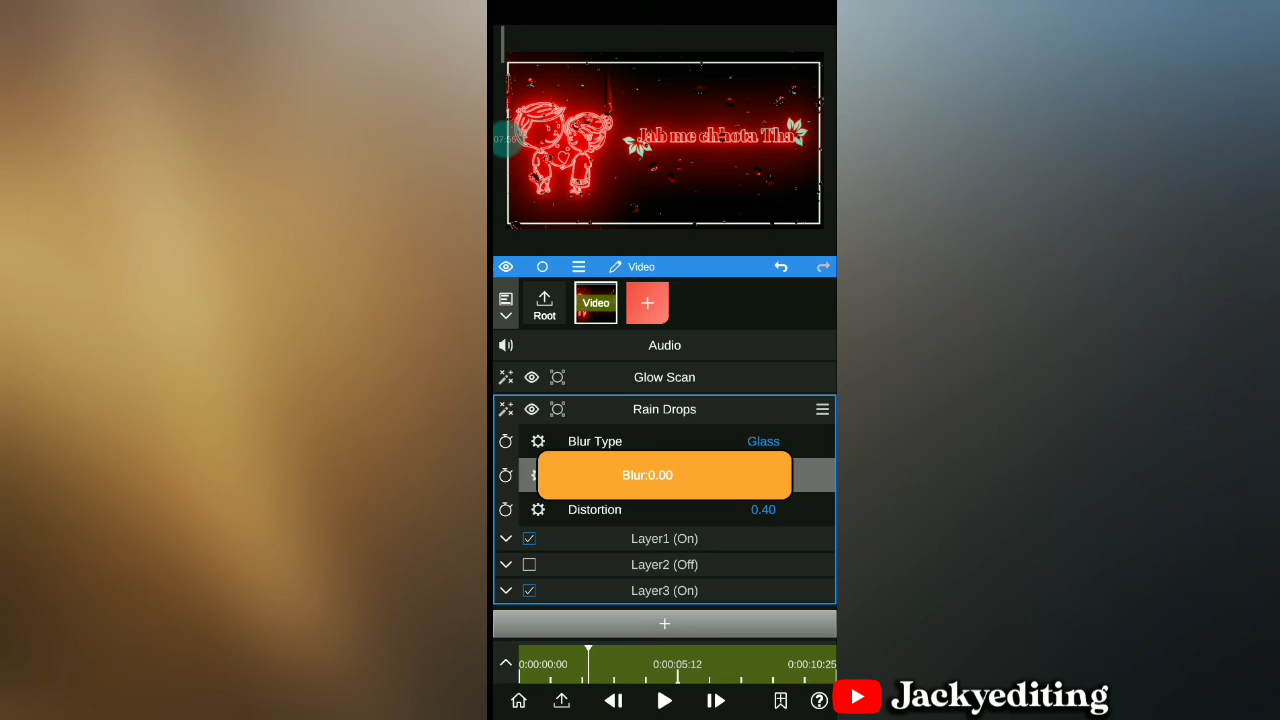 Jab me chhota Tha
07.56
Video
Root
Video
Audio
Glow Scan
Rain Drops
Blur Type
Glass
Blur:0.00
Distortion
0.40
Layer1 (On)
Layer2 (Off)
Layer3 (On)
0:00:00:00
0:00:05:12
0:00:10:25
Jackyediting